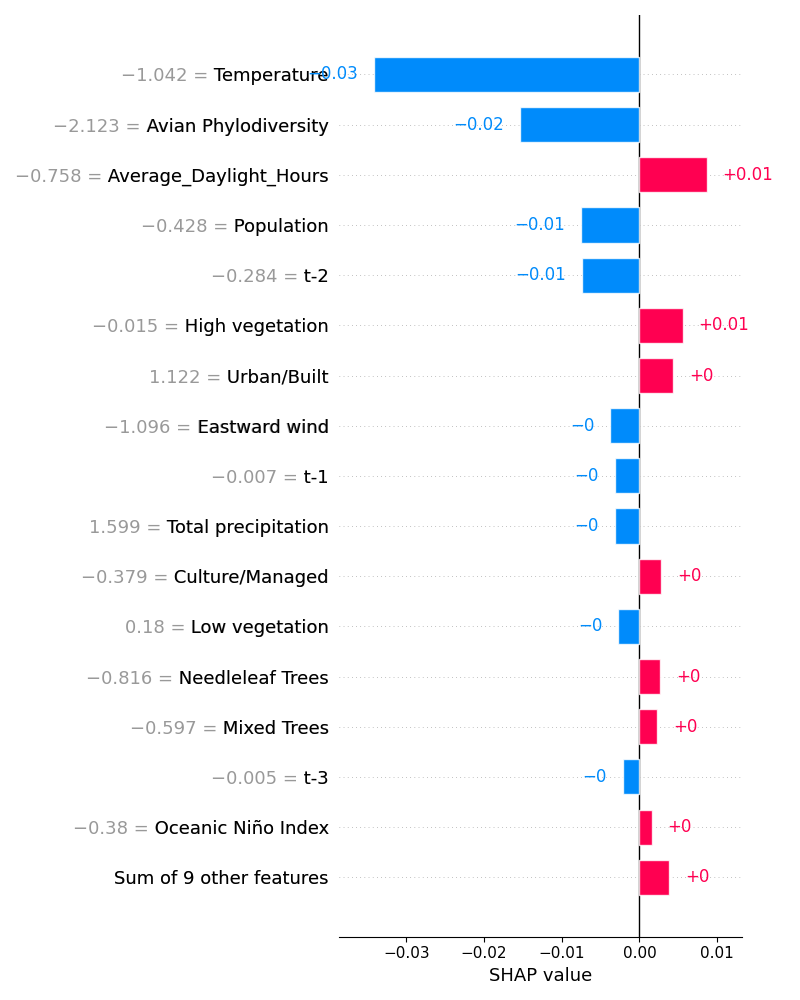 −1.042 = Temperature −0.03
−2.123 = Avian Phylodiversity −0.02
−0.758 = Average_Daylight_Hours +0.01
−0.428 = Population −0.01
−0.284 = t-2 −0.01
−0.015 = High vegetation +0.01
1.122 = Urban/Built +0
−1.096 = Eastward wind −0
−0.007 = t-1 −0
1.599 = Total precipitation −0
−0.379 = Culture/Managed +0
0.18 = Low vegetation −0
−0.816 = Needleleaf Trees +0
−0.597 = Mixed Trees +0
−0.005 = t-3 −0
−0.38 = Oceanic Niño Index +0
Sum of 9 other features +0
−0.03 −0.02 −0.01 0.00 0.01
SHAP value